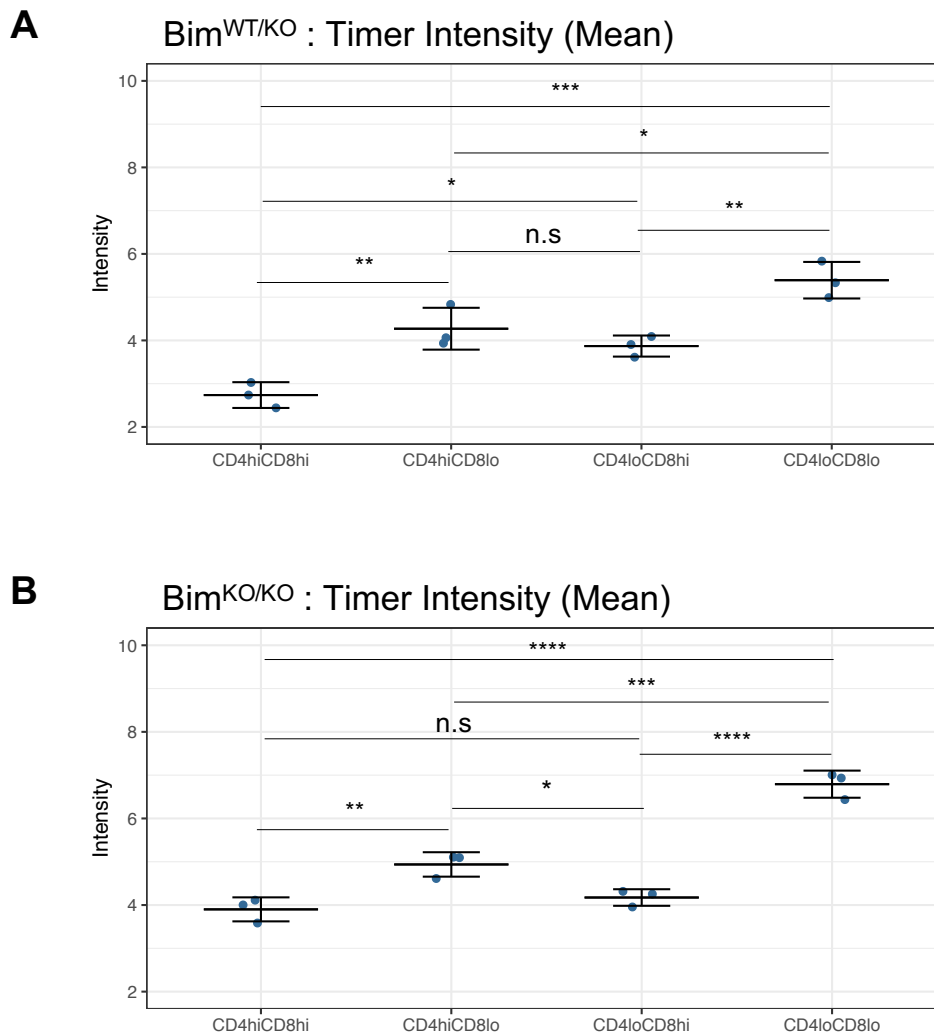 A
Bim^WT/KO : Timer Intensity (Mean)
10
***
*
8
*
**
n.s
6
**
4
2
Intensity
CD4hiCD8hi CD4hiCD8lo CD4loCD8hi CD4loCD8lo
B
Bim^KO/KO : Timer Intensity (Mean)
10
****
***
8
n.s
****
*
**
6
4
2
Intensity
CD4hiCD8hi CD4hiCD8lo CD4loCD8hi CD4loCD8lo